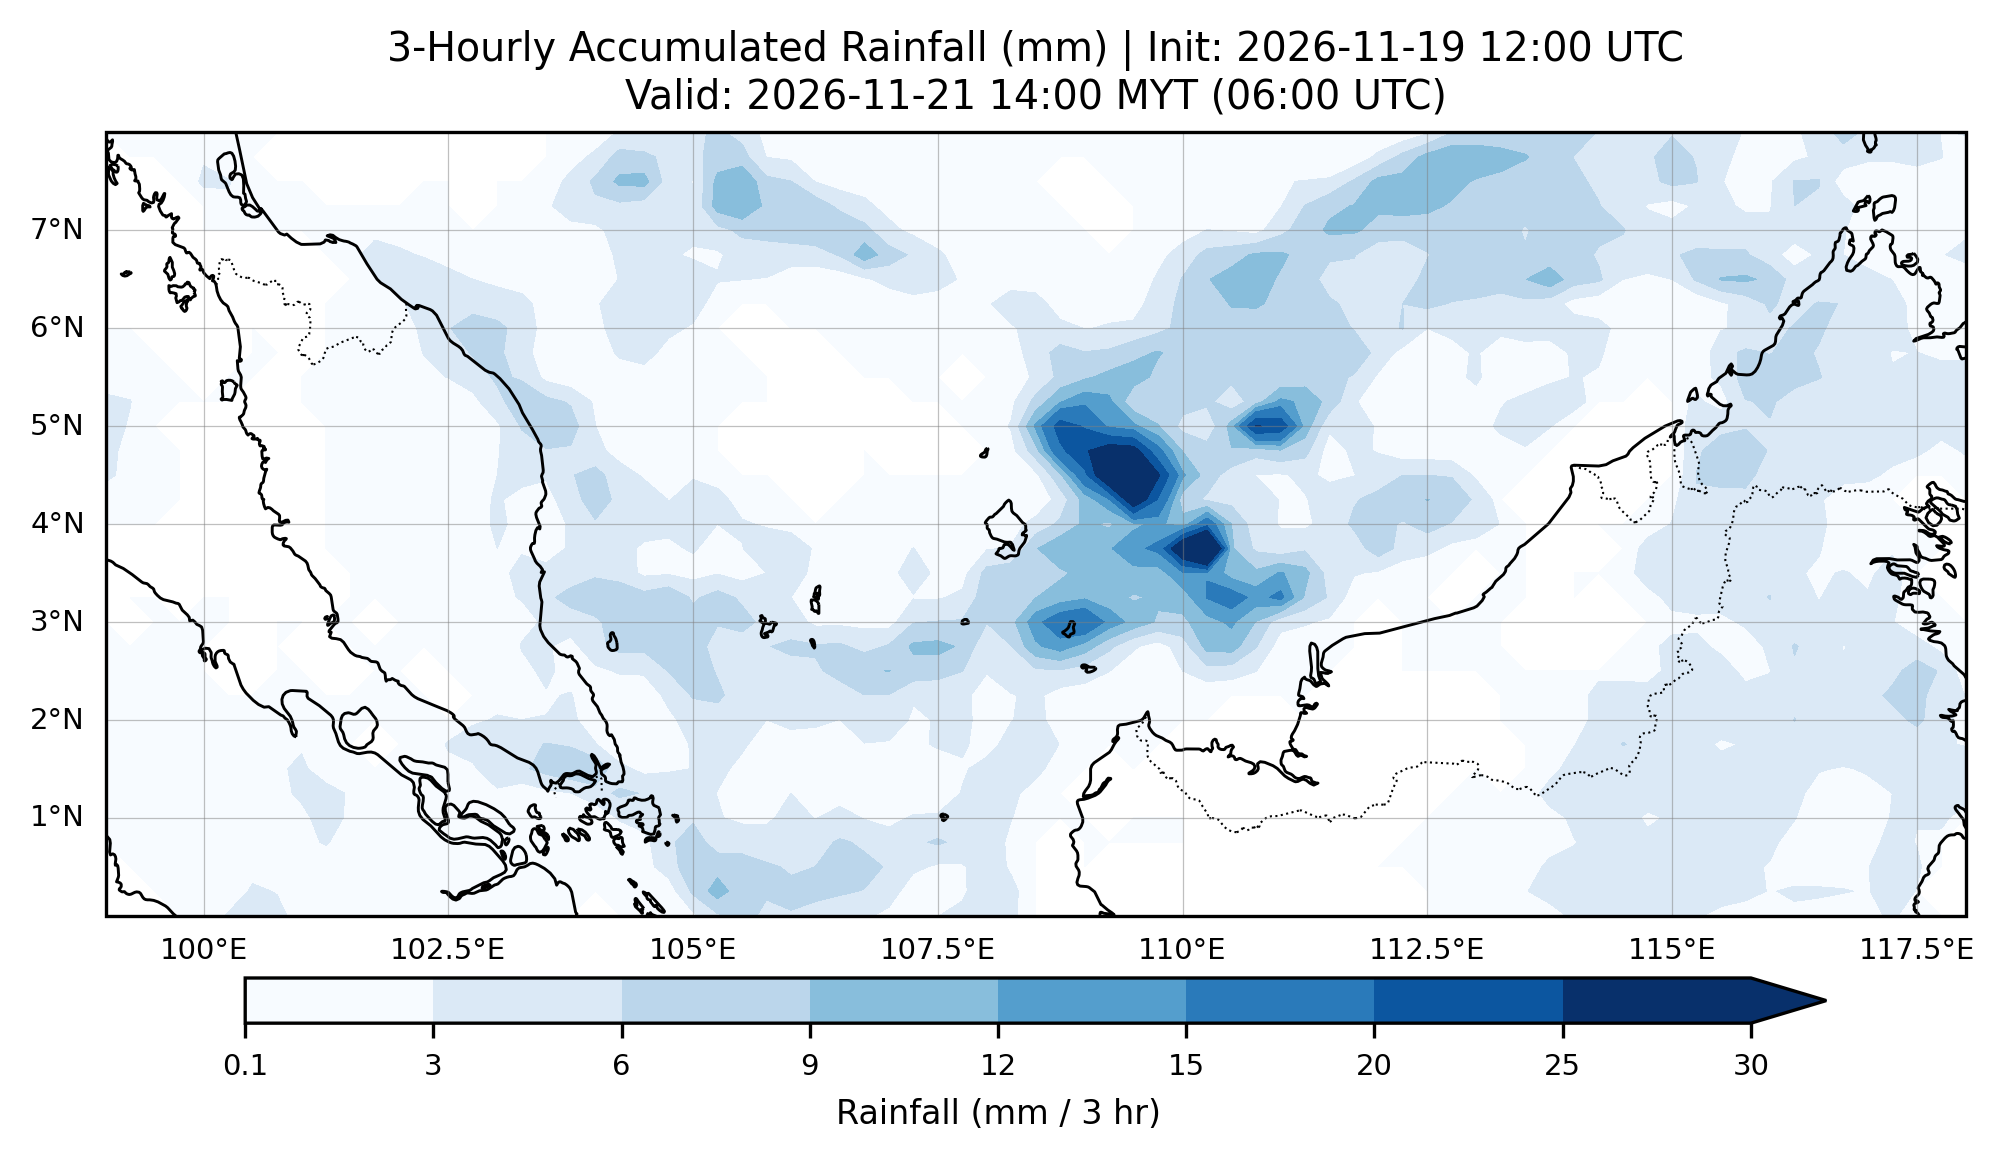 3-Hourly Accumulated Rainfall (mm) | Init: 2026-11-19 12:00 UTC
Valid: 2026-11-21 14:00 MYT (06:00 UTC)
7°N
6°N
5°N
4°N
3°N
2°N
1°N
100°E 102.5°E 105°E 107.5°E 110°E 112.5°E 115°E 117.5°E
0.1 3 6 9 12 15 20 25 30
Rainfall (mm / 3 hr)